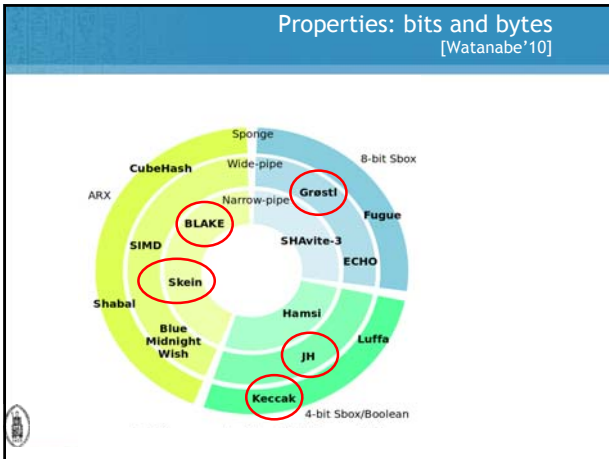 Properties: bits and bytes
[Watanabe'10]
Sponge
CubeHash
Wide-pipe
8-bit Sbox
ARX
Narrow-pipe
Grøstl
BLAKE
Fugue
SIMD
SHAvite-3
ECHO
Skein
Shabal
Hamsi
Blue
Midnight
Wish
Luffa
JH
Keccak
4-bit Sbox/Boolean